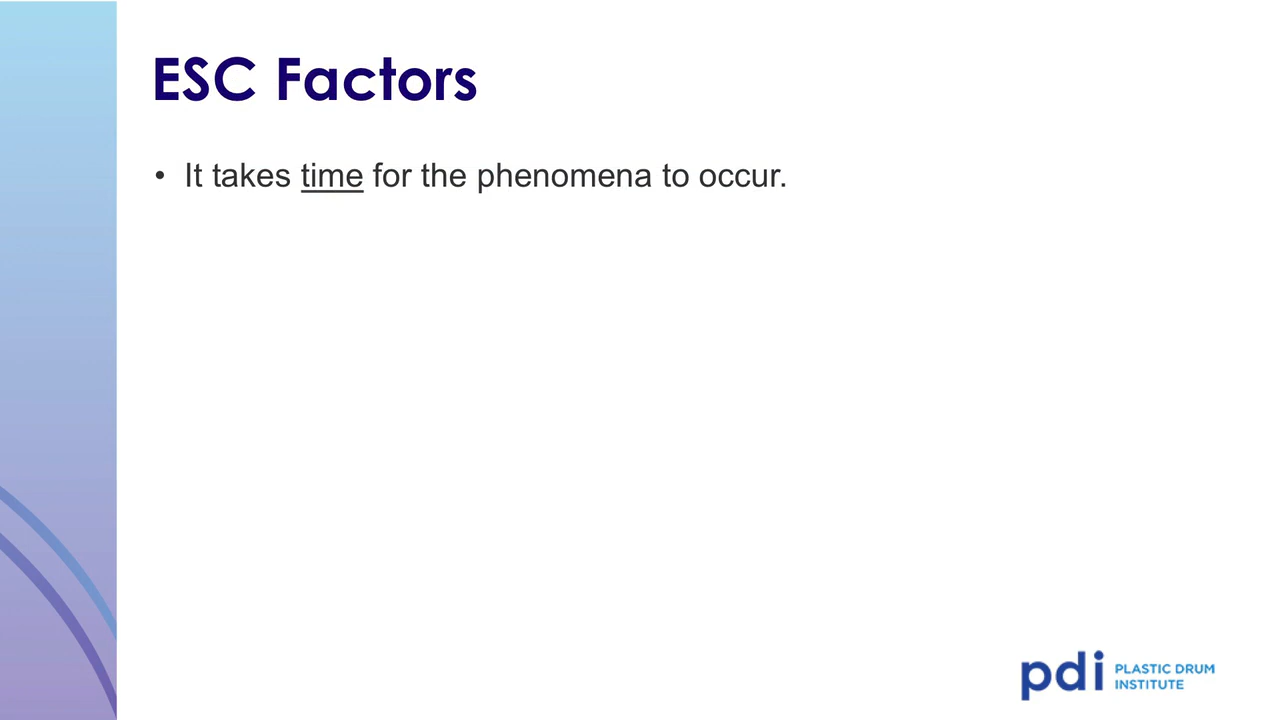 ESC Factors
• It takes time for the phenomena to occur.
pdi PLASTIC DRUM
INSTITUTE